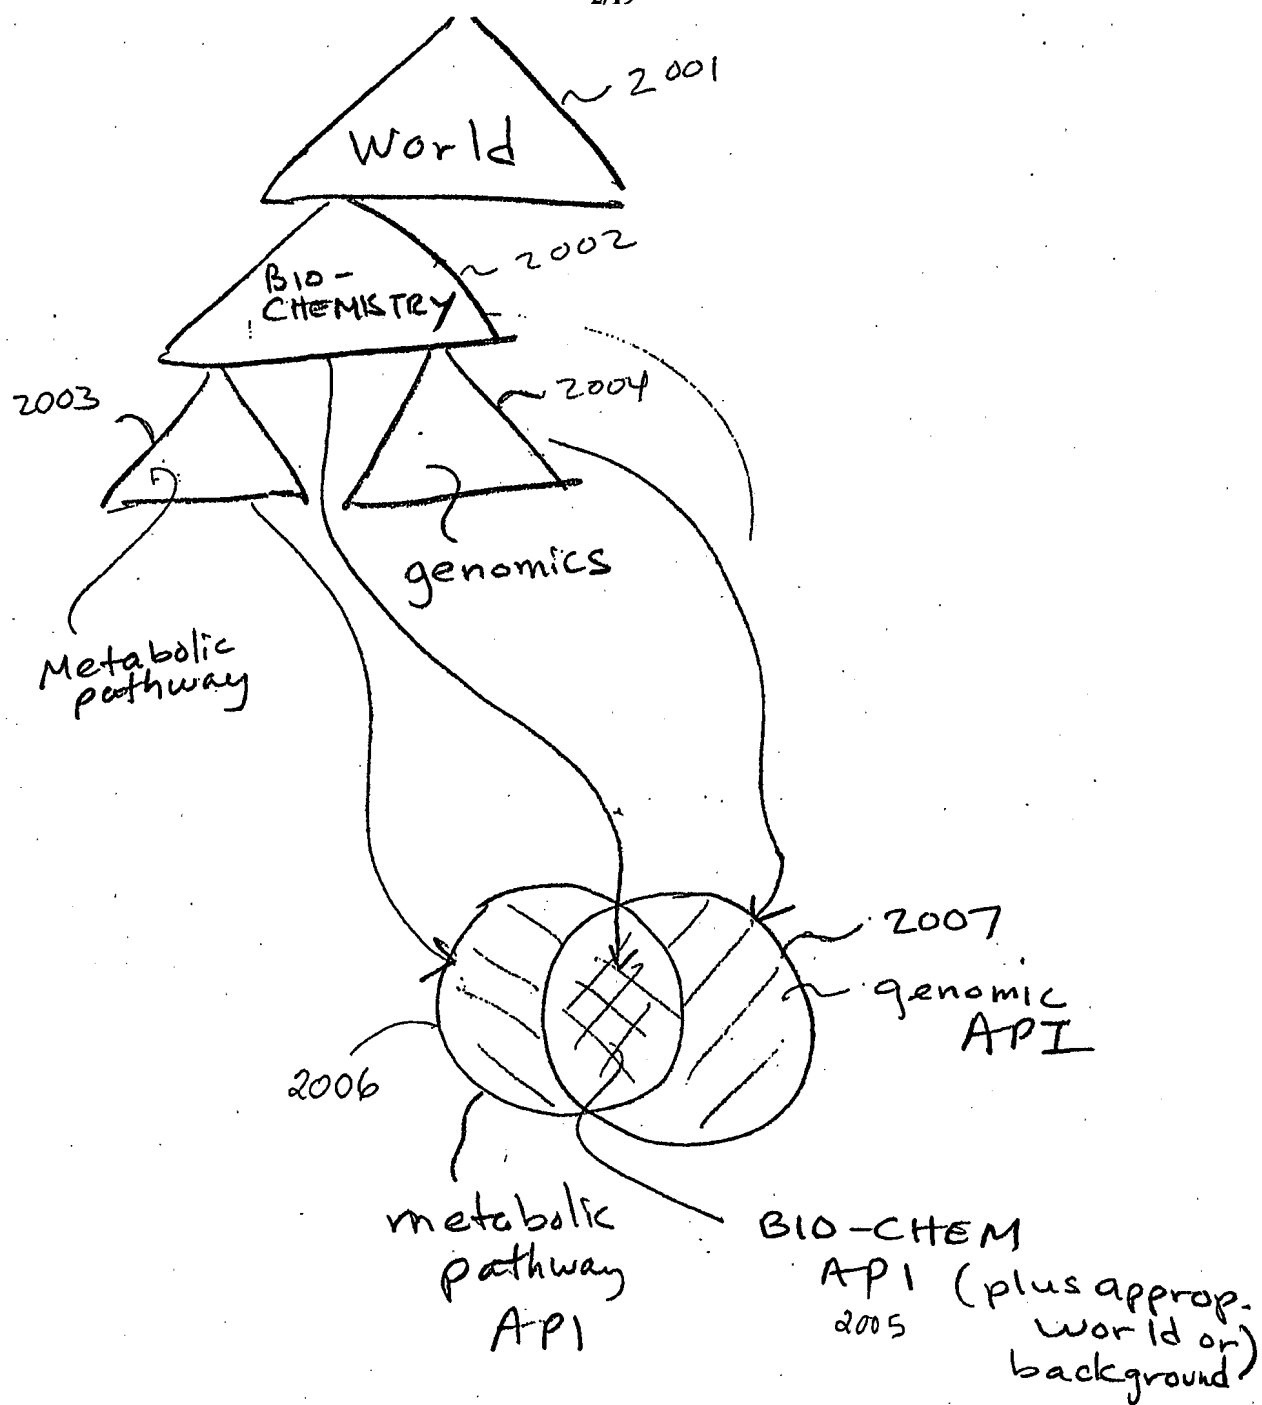 2001
World
2002
BIO-
CHEMISTRY
2003
2004
genomics
Metabolic
pathway
2007
genomic
API
2006
metabolic
pathway
API
BIO-CHEM
API (plus approp.
2005
world or)
background